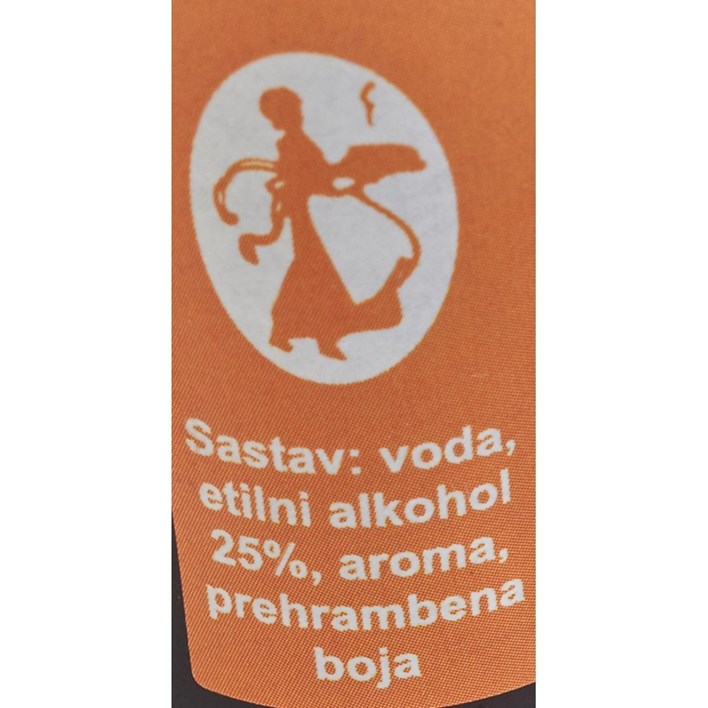 Sastav: voda,
etilni alkohol
25%, aroma,
prehrambena
boja